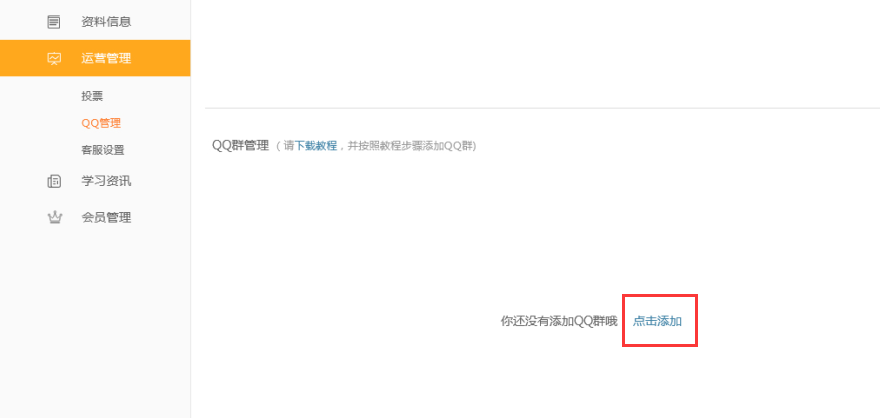 资料信息
运营管理
投票
QQ管理
客服设置
学习资讯
会员管理
QQ群管理 ( 请下载教程，并按照教程步骤添加QQ群)
你还没有添加QQ群哦 点击添加